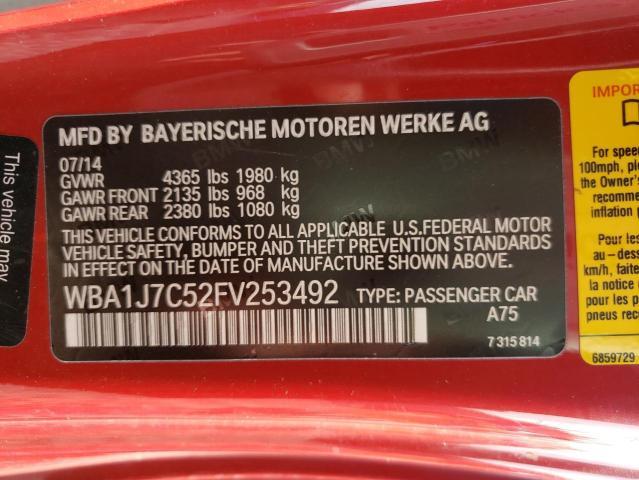 MFD BY BAYERISCHE MOTOREN WERKE AG
07/14
GVWR 4365 lbs 1980 kg
GAWR FRONT 2135 lbs 968 kg
GAWR REAR 2380 lbs 1080 kg
THIS VEHICLE CONFORMS TO ALL APPLICABLE U.S.FEDERAL MOTOR
VEHICLE SAFETY, BUMPER AND THEFT PREVENTION STANDARDS
IN EFFECT ON THE DATE OF MANUFACTURE SHOWN ABOVE.
WBA1J7C52FV253492 TYPE: PASSENGER CAR
A75
7 315 814
This vehicle may
IMPOR
For speed
100mph, ple
the Owner's
recomme
inflation
Pour les
au - dess
km/h, faite
la notice
pour les p
pneus recom
6859729